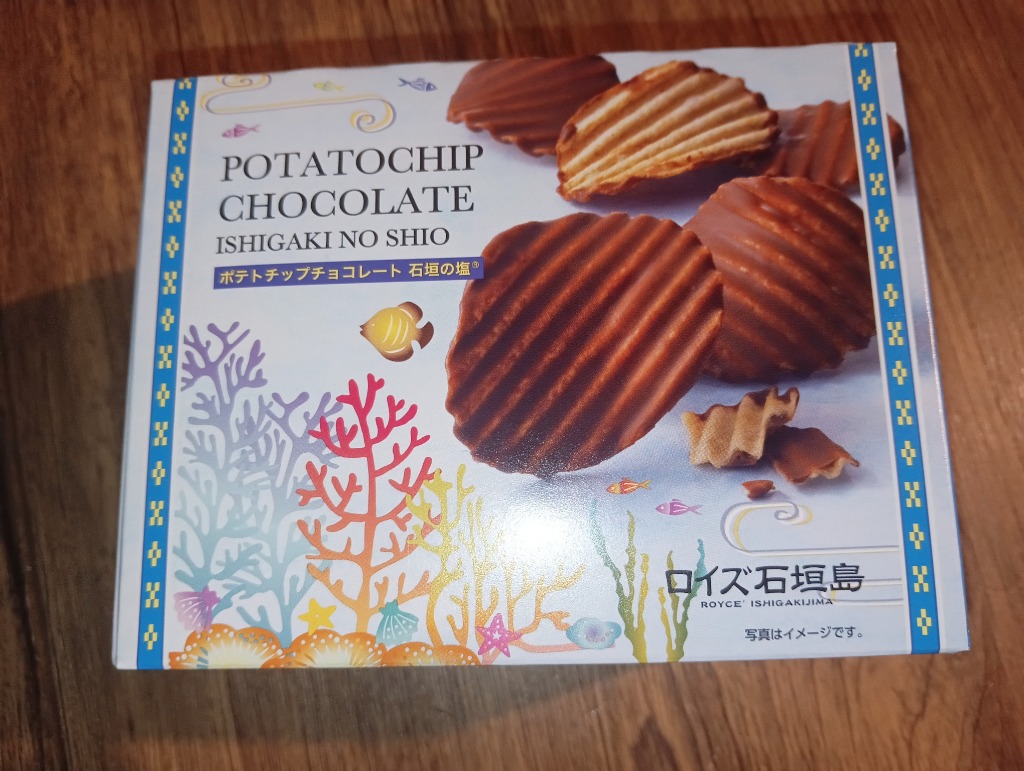 POTATOCHIP
CHOCOLATE
ISHIGAKI NO SHIO
ポテトチップチョコレート 石垣の塩®
ロイズ石垣島
ROYCE' ISHIGAKIJIMA
写真はイメージです。